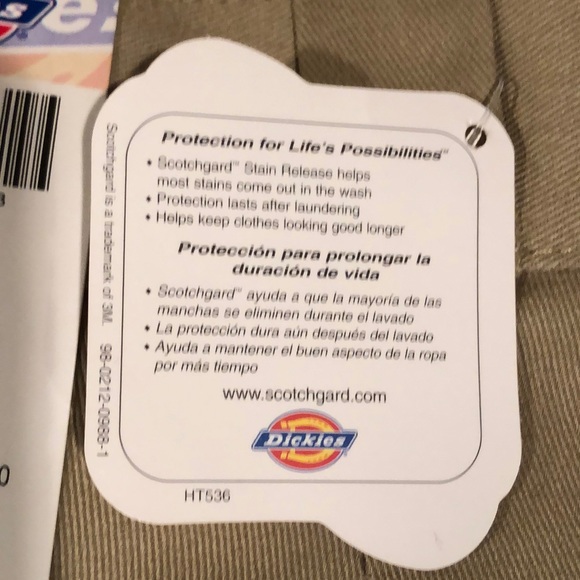 Protection for Life's Possibilities℠
• Scotchgard™ Stain Release helps
most stains come out in the wash
• Protection lasts after laundering
• Helps keep clothes looking good longer
Protección para prolongar la
duración de vida
• Scotchgard™ ayuda a que la mayoría de las
manchas se eliminen durante el lavado
• La protección dura aún después del lavado
• Ayuda a mantener el buen aspecto de la ropa
por más tiempo
www.scotchgard.com
Dickies
HT536
Scotchgard is a trademark of 3M. 98-0212-0988-1